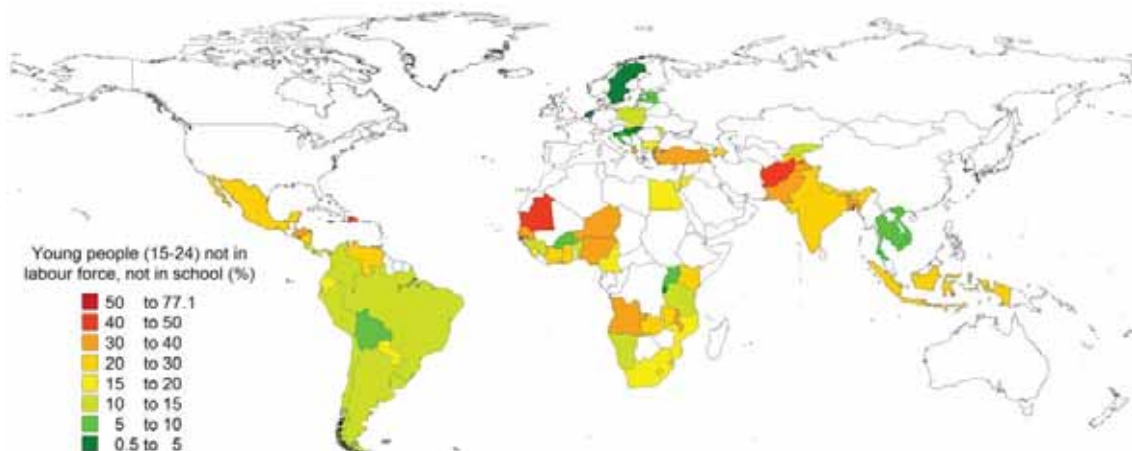 Young people (15-24) not in
labour force, not in school (%)
50 to 77.1
40 to 50
30 to 40
20 to 30
15 to 20
10 to 15
5 to 10
0.5 to 5